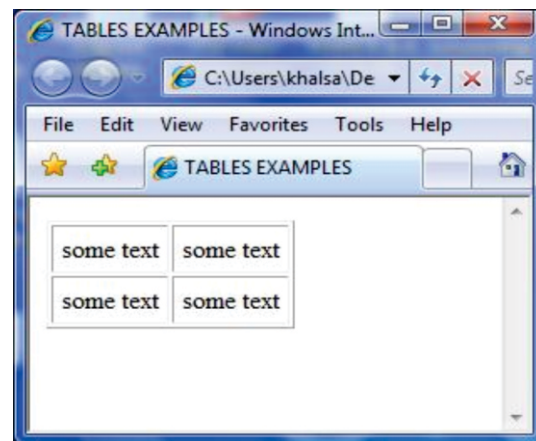 TABLES EXAMPLES - Windows Int...
C:\Users\khalsa\De
Se
File Edit View Favorites Tools Help
TABLES EXAMPLES
some text some text
some text some text